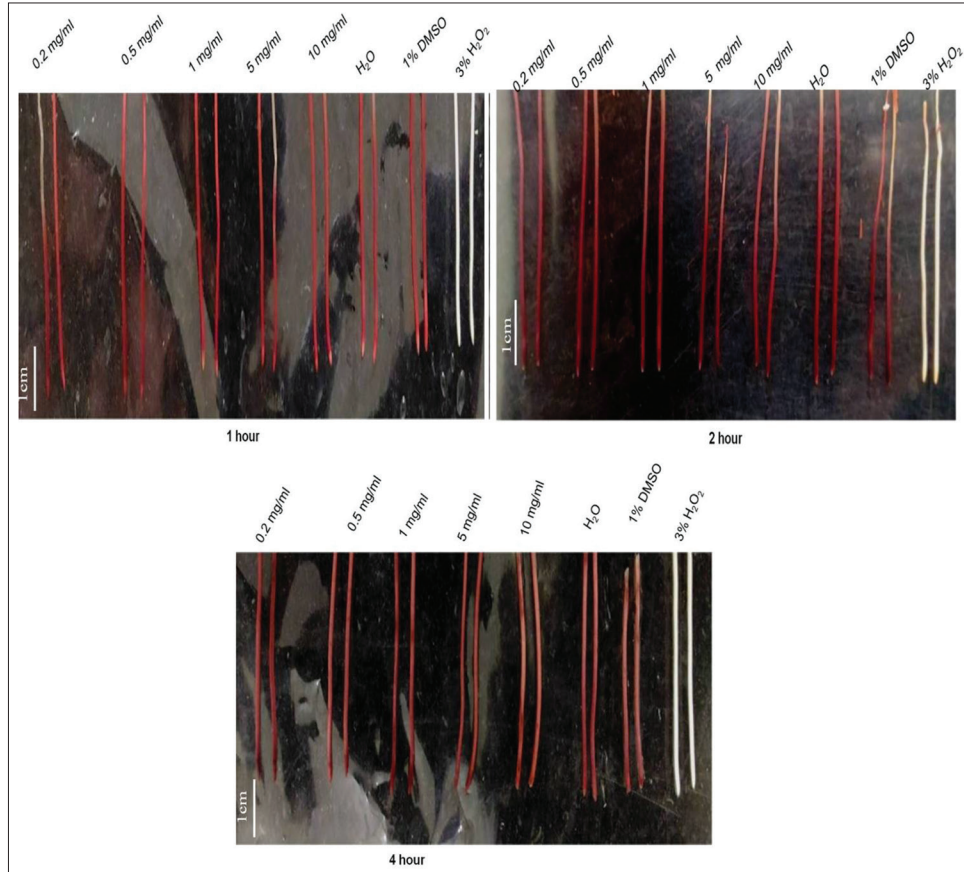 0.2 mg/ml
0.5 mg/ml
1 mg/ml
5 mg/ml
10 mg/ml
H₂O
1% DMSO
3% H₂O₂
1cm
1 hour
0.2 mg/ml
0.5 mg/ml
1 mg/ml
5 mg/ml
10 mg/ml
H₂O
1% DMSO
3% H₂O₂
1cm
2 hour
0.2 mg/ml
0.5 mg/ml
1 mg/ml
5 mg/ml
10 mg/ml
H₂O
1% DMSO
3% H₂O₂
1cm
4 hour